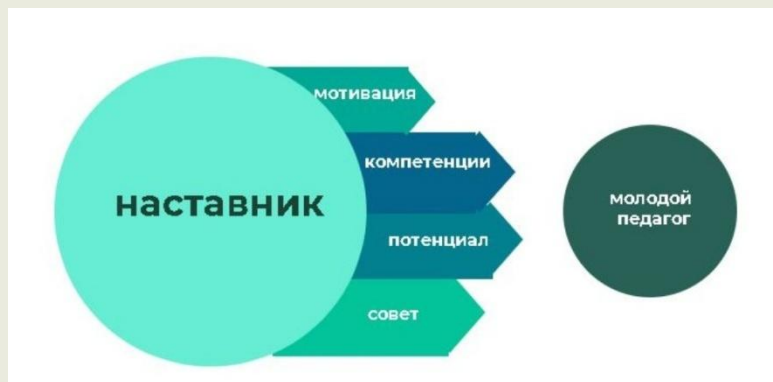 наставник
мотивация
компетенции
потенциал
совет
молодой
педагог